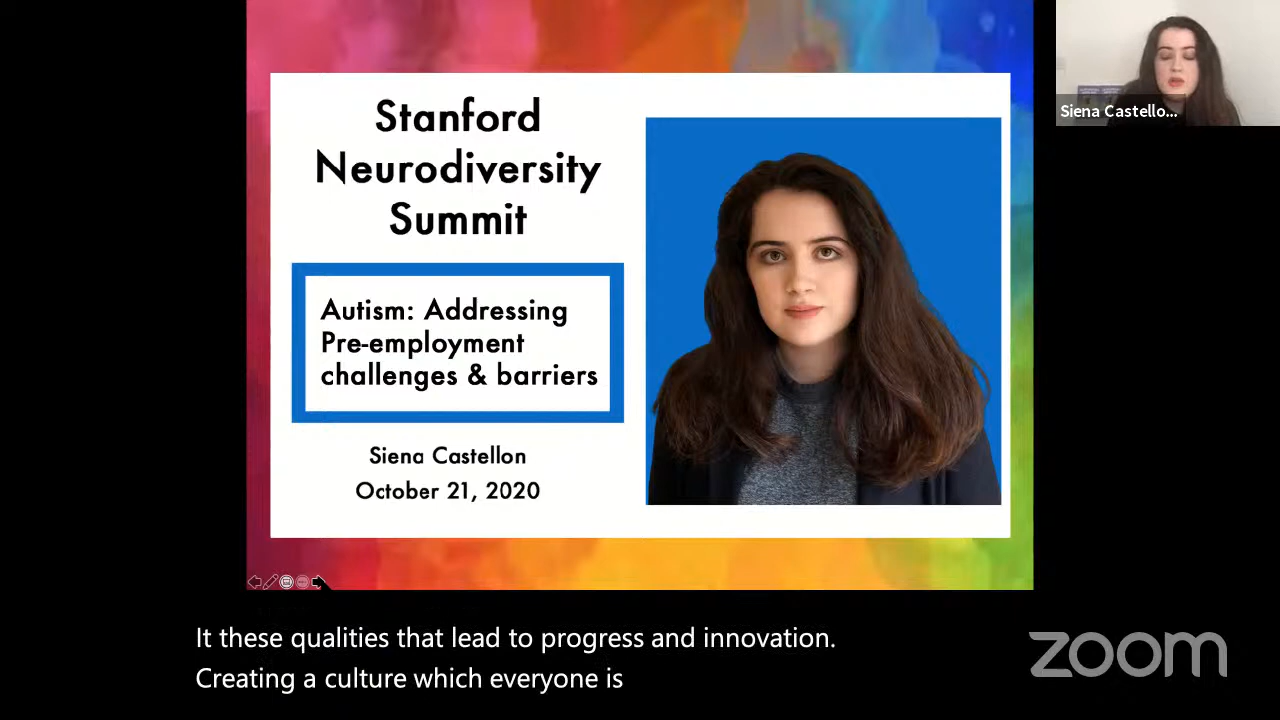 Stanford
Neurodiversity
Summit
Autism: Addressing
Pre-employment
challenges & barriers
Siena Castellon
October 21, 2020
Siena Castello...
It these qualities that lead to progress and innovation.
Creating a culture which everyone is
zoom